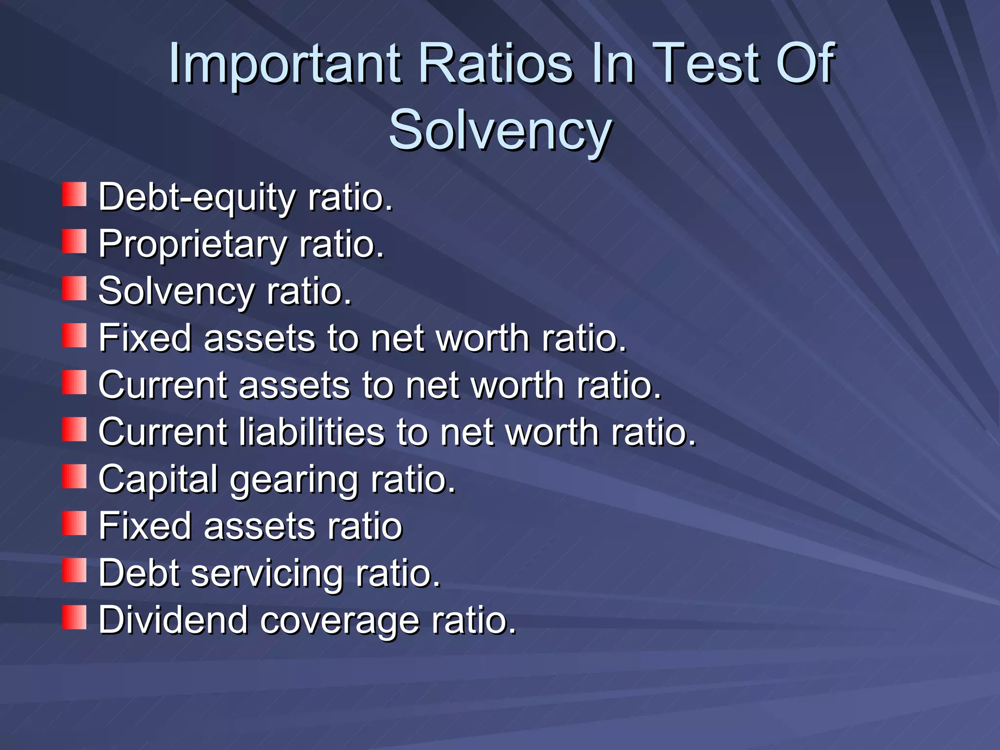 Important Ratios In Test Of
Solvency
Debt-equity ratio.
Proprietary ratio.
Solvency ratio.
Fixed assets to net worth ratio.
Current assets to net worth ratio.
Current liabilities to net worth ratio.
Capital gearing ratio.
Fixed assets ratio
Debt servicing ratio.
Dividend coverage ratio.